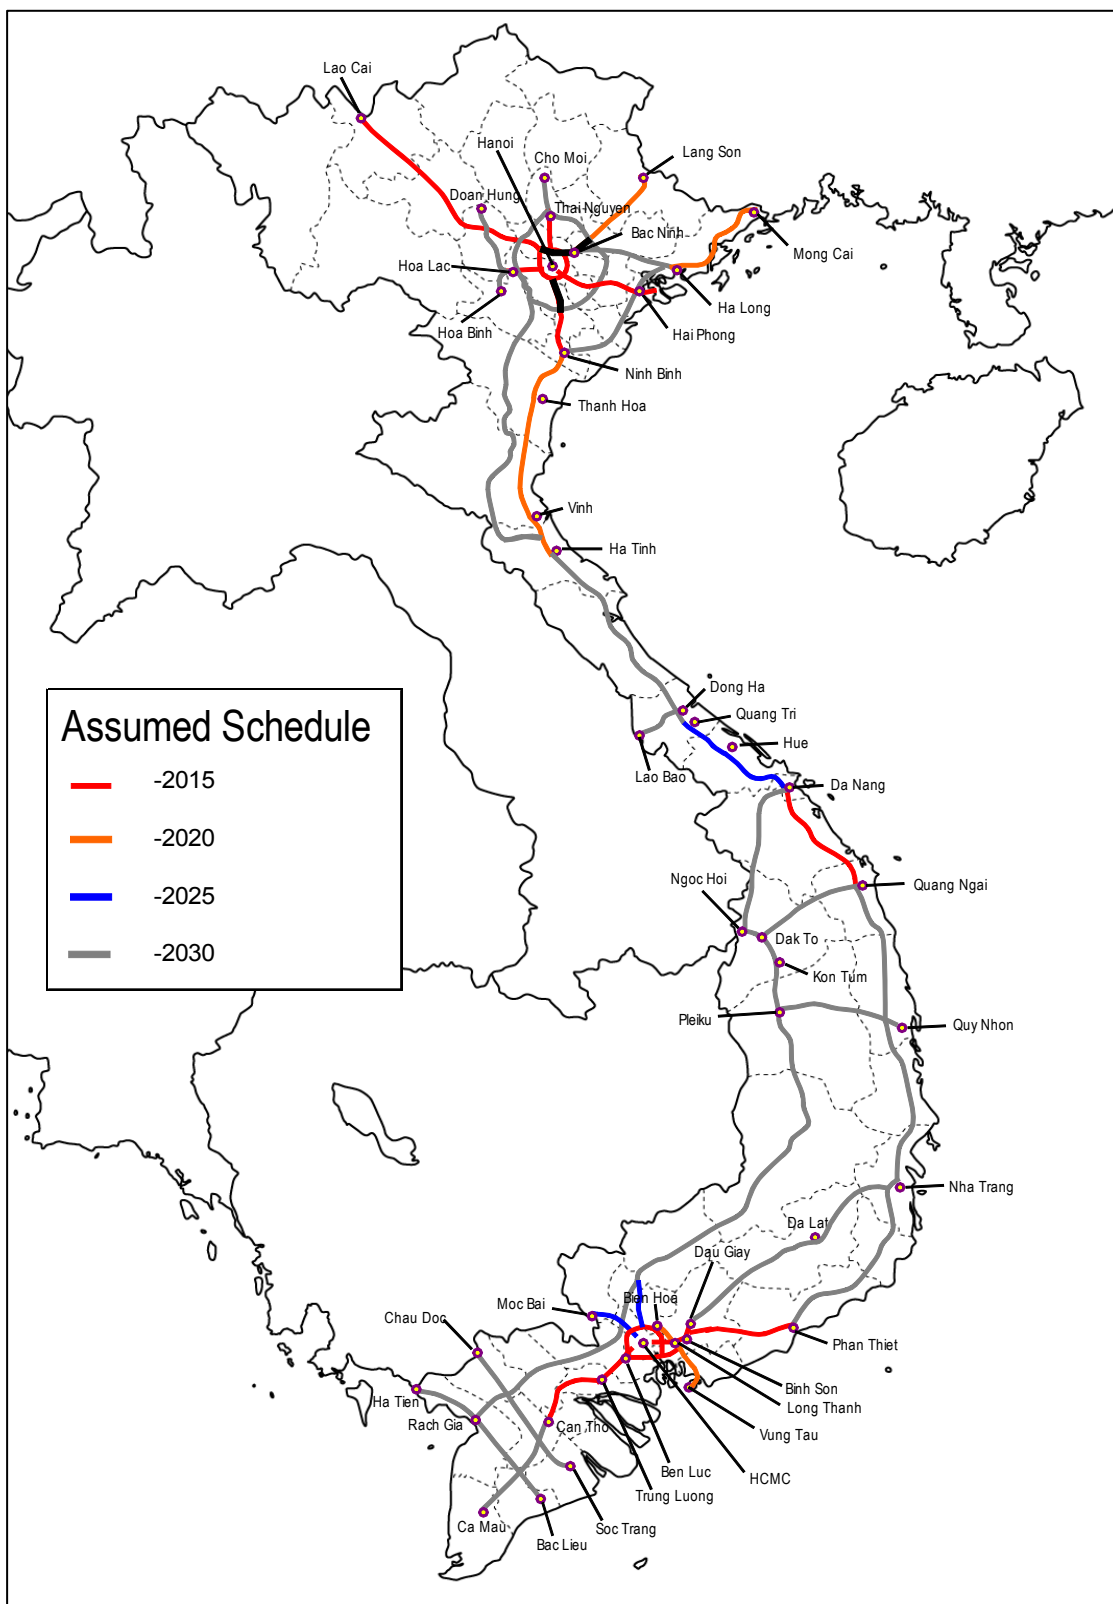 Lao Cai
Hanoi
Cho Moi
Lang Son
Doan Hung
Thai Nguyen
Bac Ninh
Mong Cai
Hoa Lac
Ha Long
Hoa Binh
Hai Phong
Ninh Binh
Thanh Hoa
Vinh
Ha Tinh
Dong Ha
Quang Tri
Hue
Lao Bao
Da Nang
Assumed Schedule
-2015
-2020
-2025
-2030
Ngoc Hoi
Quang Ngai
Dak To
Kon Tum
Pleiku
Quy Nhon
Nha Trang
Da Lat
Dau Giay
Bien Hoa
Moc Bai
Chau Doc
Phan Thiet
Binh Son
Ha Tien
Long Thanh
Rach Gia
Can Tho
Vung Tau
Ben Luc
HCMC
Trung Luong
Ca Mau
Soc Trang
Bac Lieu